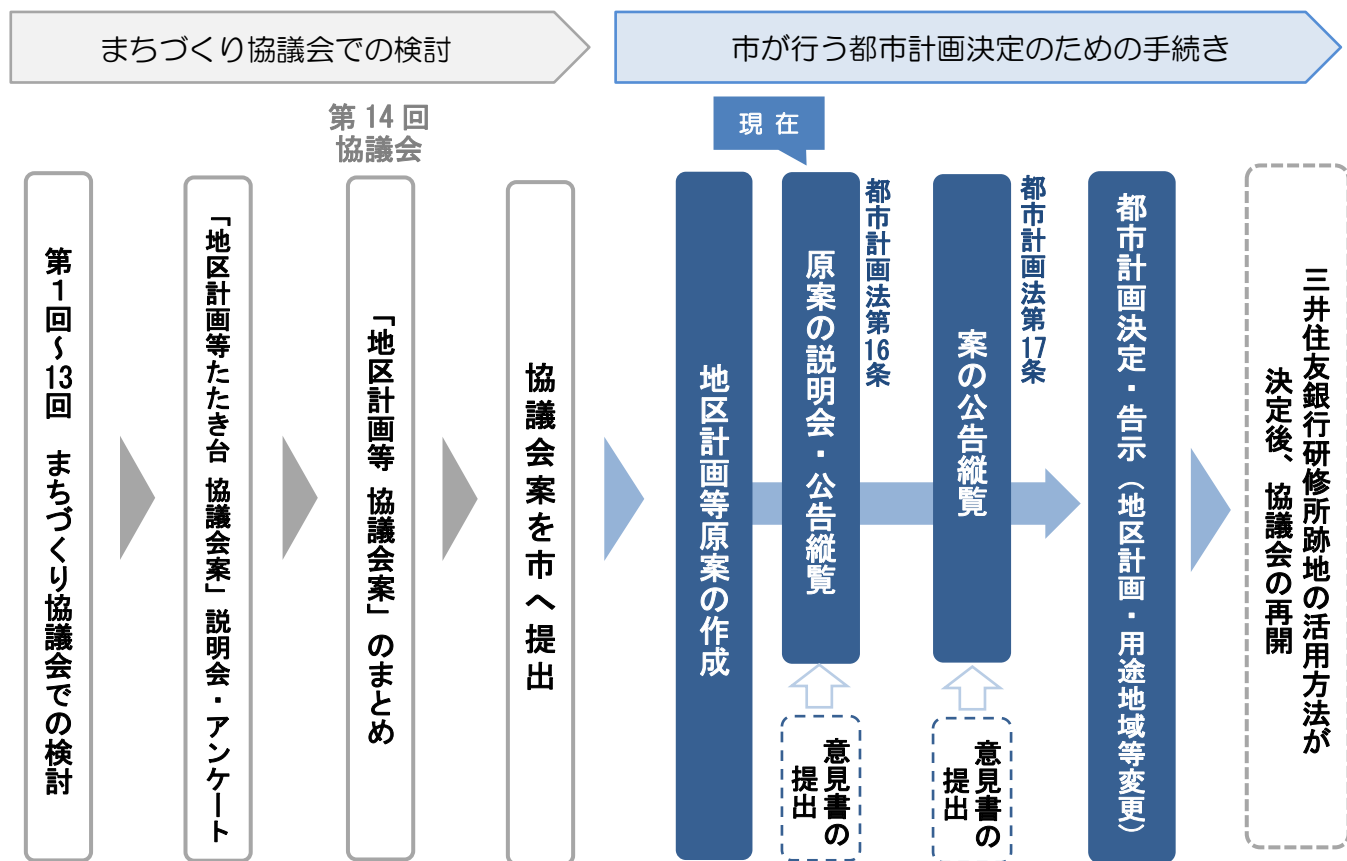 まちづくり協議会での検討
市が行う都市計画決定のための手続き
第14回
協議会
現 在
第1回～13回　まちづくり協議会での検討
「地区計画等たたき台 協議会案」説明会・アンケート
「地区計画等 協議会案」のまとめ
協議会案を市へ提出
地区計画等原案の作成
原案の説明会・公告縦覧
都市計画法第16条
意見書の
提出
案の公告縦覧
都市計画法第17条
意見書の
提出
都市計画決定・告示（地区計画・用途地域等変更）
三井住友銀行研修所跡地の活用方法が
決定後、協議会の再開